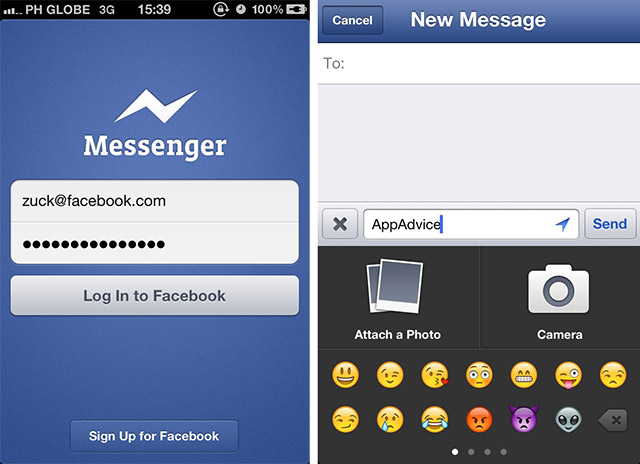 PH GLOBE 3G 15:39 100%
Messenger
zuck@facebook.com
●●●●●●●●●●●●●●●
Log In to Facebook
Sign Up for Facebook
Cancel New Message
To:
AppAdvice Send
Attach a Photo Camera